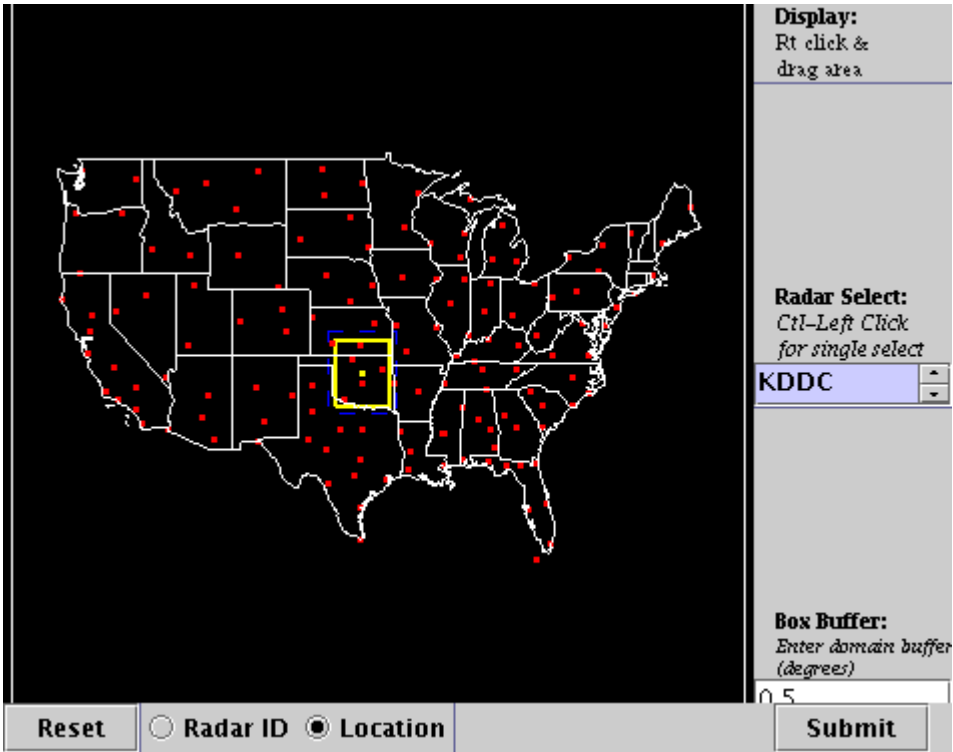 Display:
Rt click &
drag area
Radar Select:
Ctl–Left Click
for single select
KDDC
Box Buffer:
Enter domain buffer
(degrees)
0.5
Reset
Radar ID
Location
Submit